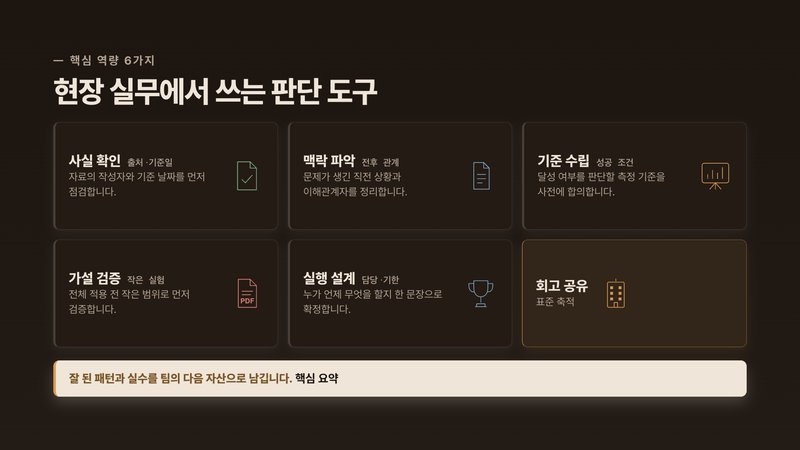 — 핵심 역량 6가지
현장 실무에서 쓰는 판단 도구
사실 확인 출처 · 기준일
자료의 작성자와 기준 날짜를 먼저
점검합니다.
맥락 파악 전후 관계
문제가 생긴 직전 상황과
이해관계자를 정리합니다.
기준 수립 성공 조건
달성 여부를 판단할 측정 기준을
사전에 합의합니다.
가설 검증 작은 실험
전체 적용 전 작은 범위로 먼저
검증합니다.
PDF
실행 설계 담당 · 기한
누가 언제 무엇을 할지 한 문장으로
확정합니다.
회고 공유
표준 축적
잘 된 패턴과 실수를 팀의 다음 자산으로 남깁니다. 핵심 요약